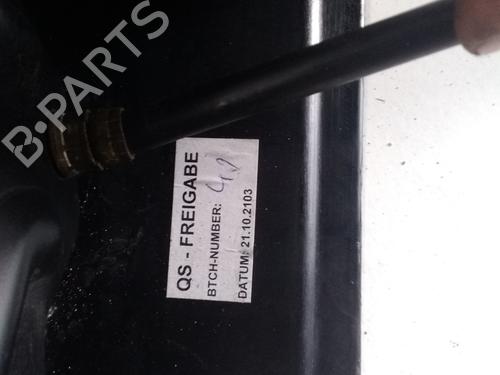 B-PARTS
QS - FREIGABE
BTCH-NUMBER:
DATUM: 21.10.2103